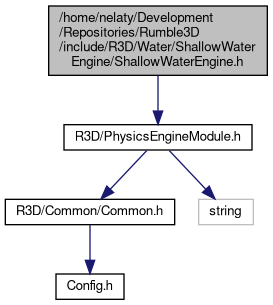 /home/nelaty/Development
/Repositories/Rumble3D
/include/R3D/Water/ShallowWater
Engine/ShallowWaterEngine.h
R3D/PhysicsEngineModule.h
R3D/Common/Common.h
string
Config.h